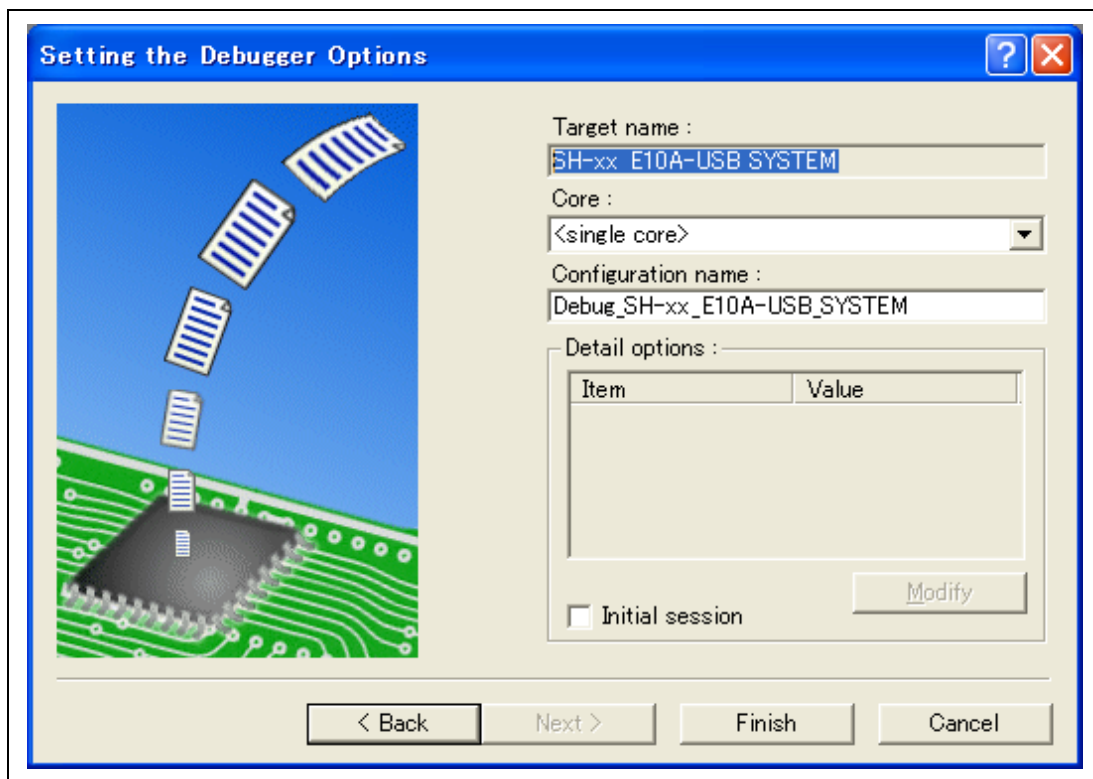 Setting the Debugger Options
Target name :
SH-xx E10A-USB SYSTEM
Core :
<single core>
Configuration name :
Debug_SH-xx_E10A-USB_SYSTEM
Detail options :
Item Value
Modify
Initial session
< Back Next > Finish Cancel